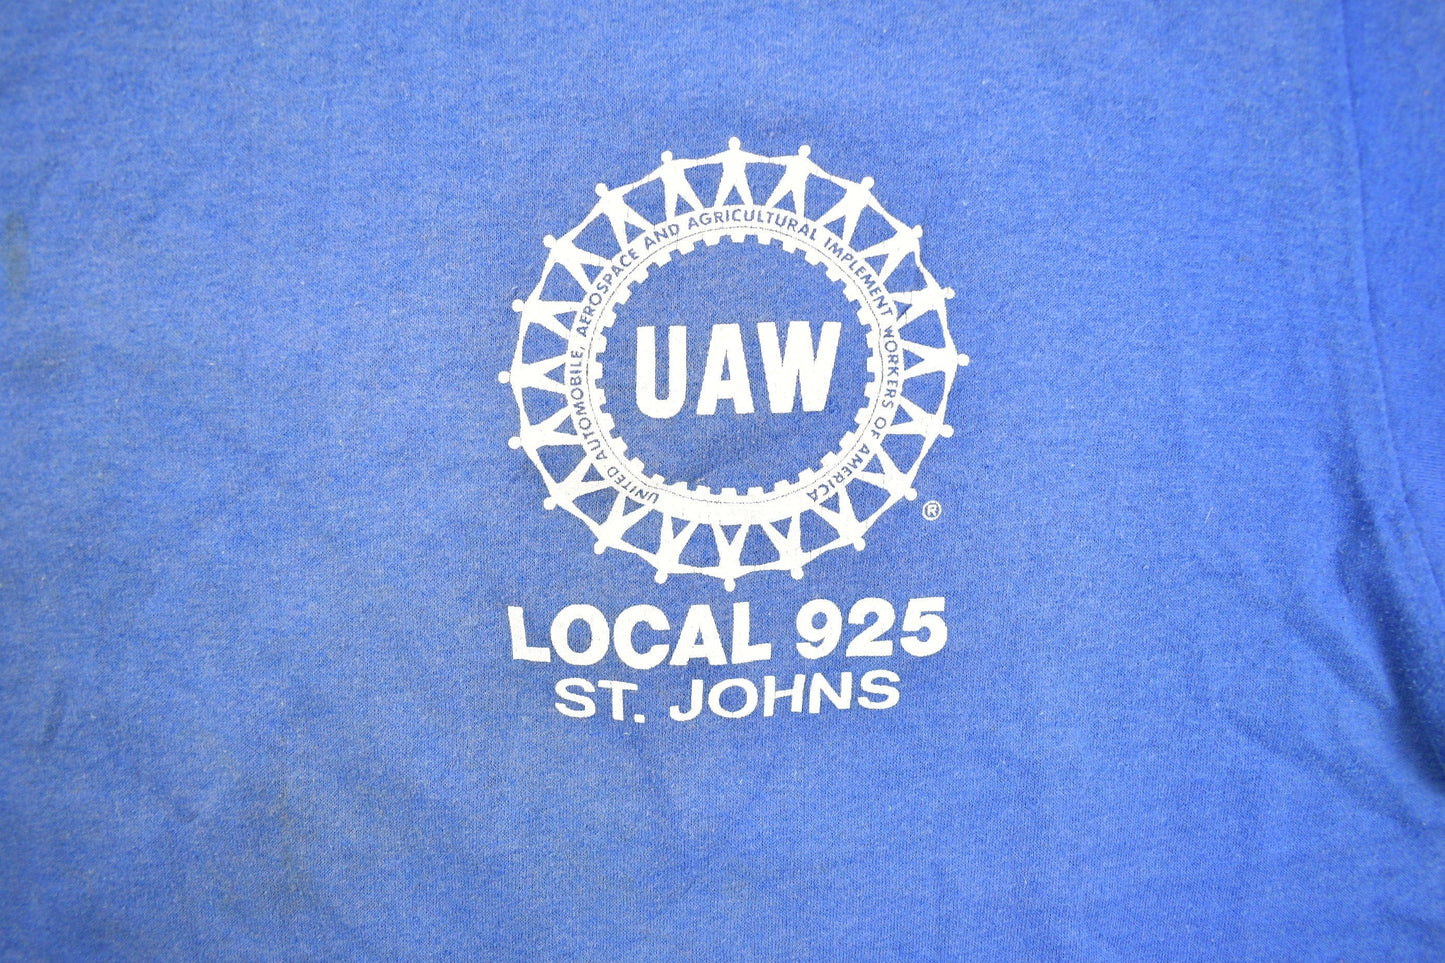 UNITED AUTOMOBILE, AEROSPACE AND AGRICULTURAL IMPLEMENT WORKERS OF AMERICA
UAW
®
LOCAL 925
ST. JOHNS